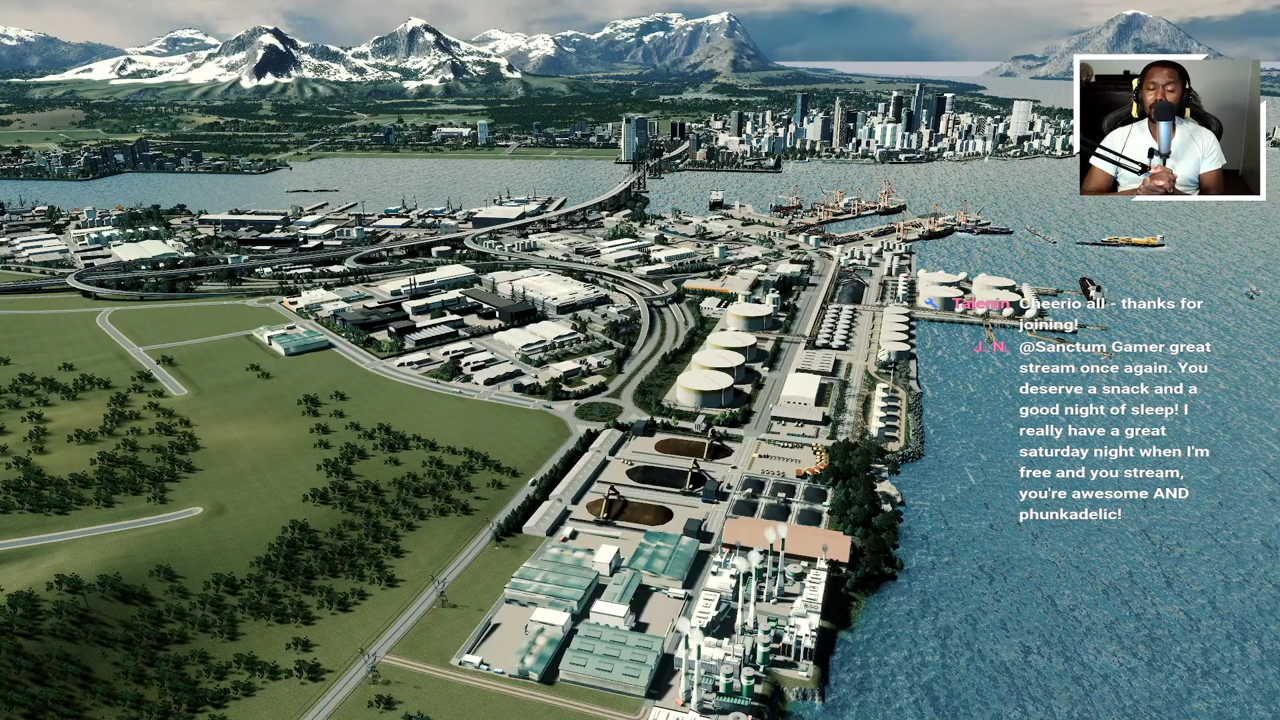 Talenin Cheerio all - thanks for
joining!
J. N. @Sanctum Gamer great
stream once again. You
deserve a snack and a
good night of sleep! I
really have a great
saturday night when I'm
free and you stream,
you're awesome AND
phunkadelic!